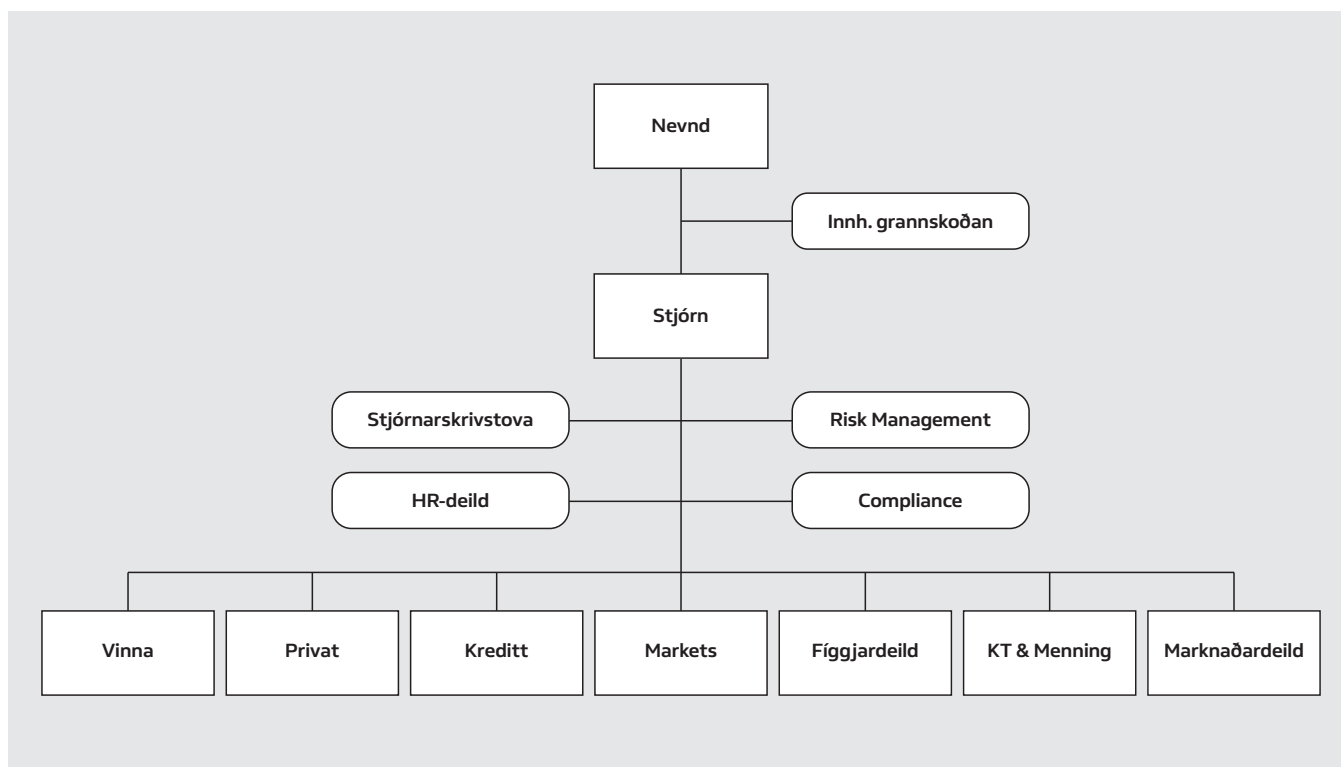 Nevnd
Innh. grannskoðan
Stjórn
Stjórnarskrivstova
Risk Management
HR-deild
Compliance
Vinna
Privat
Kreditt
Markets
Fíggjardeild
KT & Menning
Marknaðardeild